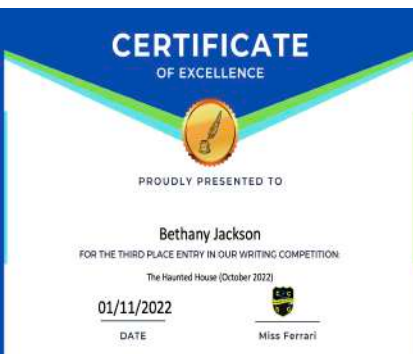 CERTIFICATE
OF EXCELLENCE
PROUDLY PRESENTED TO
Bethany Jackson
FOR THE THIRD PLACE ENTRY IN OUR WRITING COMPETITION:
The Haunted House (October 2022)
01/11/2022
DATE
Miss Ferrari